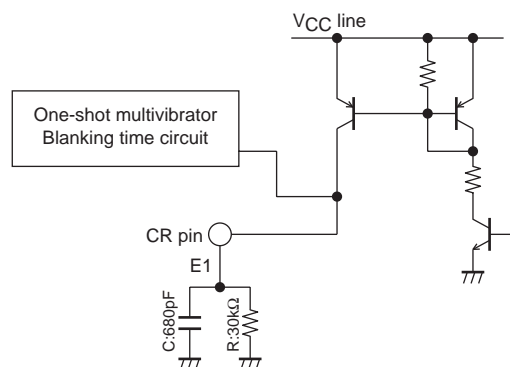 VCC line
One-shot multivibrator
Blanking time circuit
CR pin
E1
C:680pF
R:30kΩ